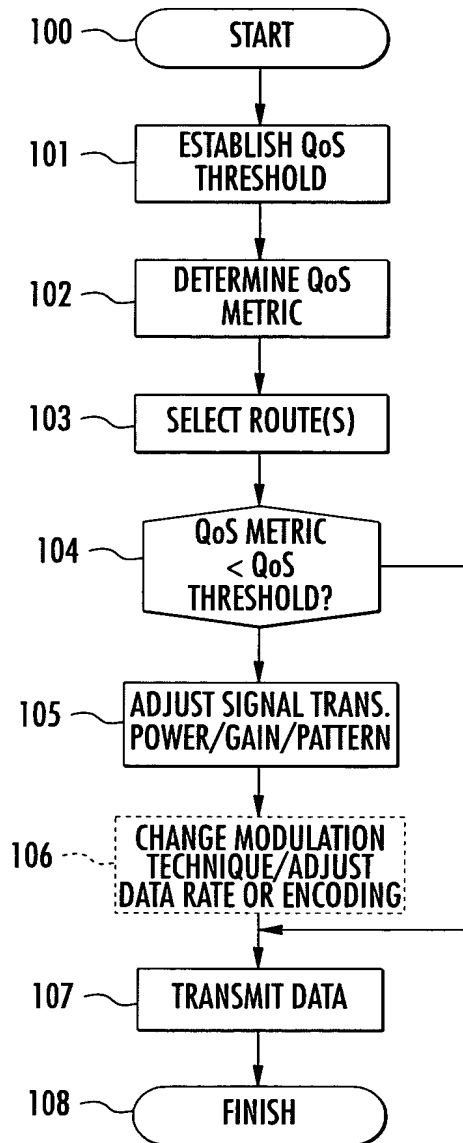 100 START
101 ESTABLISH QoS
THRESHOLD
102 DETERMINE QoS
METRIC
103 SELECT ROUTE(S)
104 QoS METRIC
< QoS
THRESHOLD?
105 ADJUST SIGNAL TRANS.
POWER/GAIN/PATTERN
106 CHANGE MODULATION
TECHNIQUE/ADJUST
DATA RATE OR ENCODING
107 TRANSMIT DATA
108 FINISH